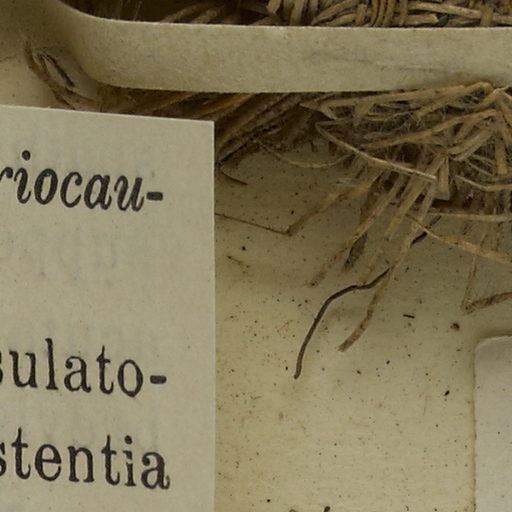 riocau-
sulato-
stentia